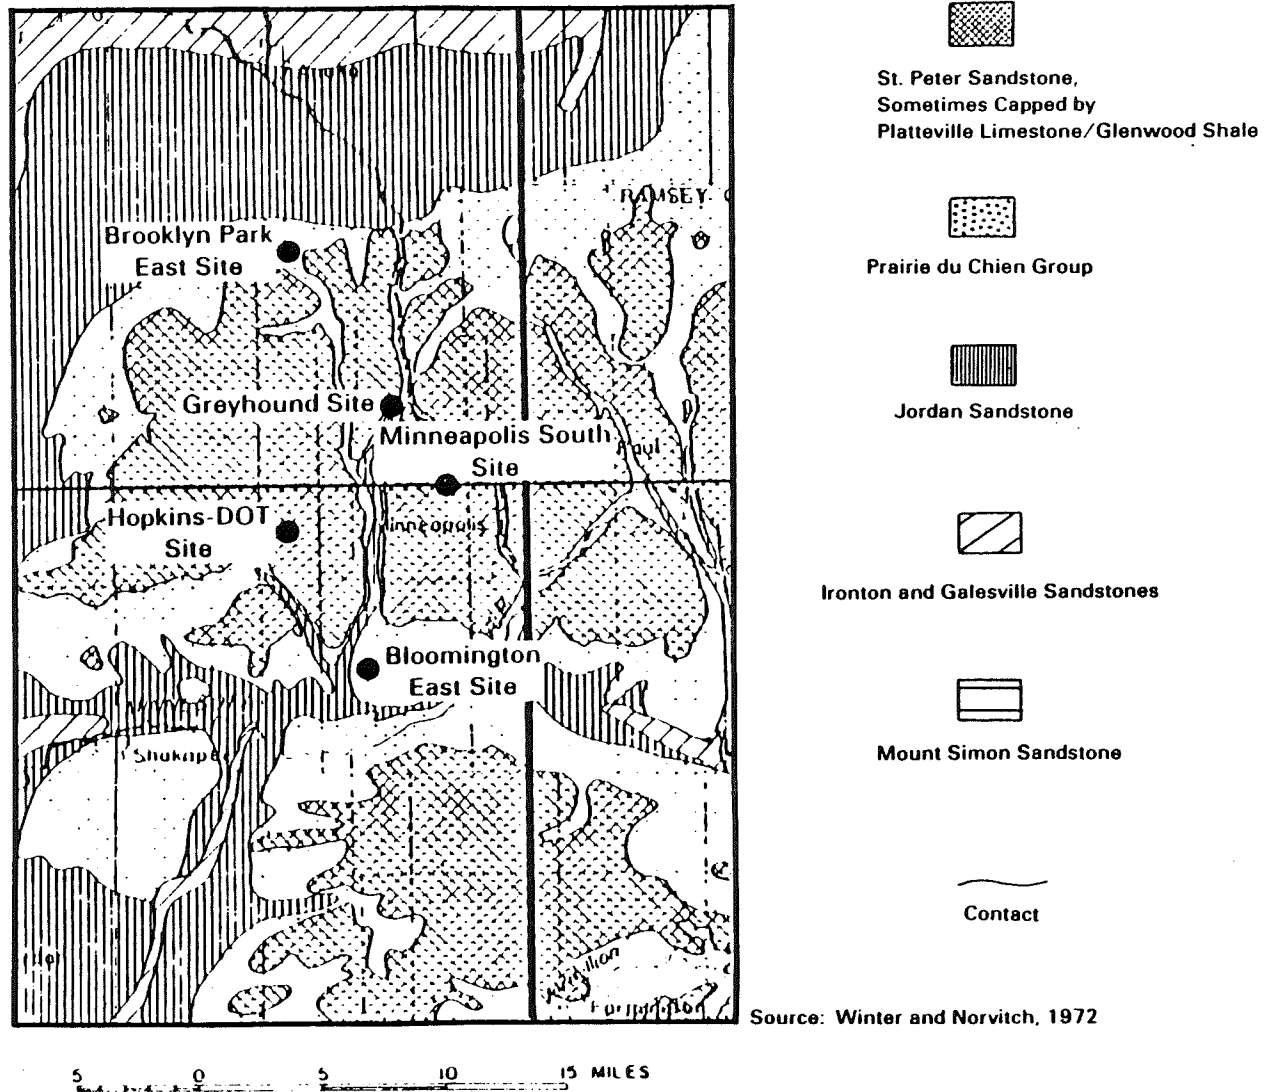 RAMSEY
Brooklyn Park
East Site
Greyhound Site
Minneapolis South
Site
Paul
Hopkins-DOT
Site
Minneapolis
Bloomington
East Site
Shakope
St. Peter Sandstone,
Sometimes Capped by
Platteville Limestone/Glenwood Shale
Prairie du Chien Group
Jordan Sandstone
Ironton and Galesville Sandstones
Mount Simon Sandstone
Contact
Source: Winter and Norvitch, 1972
5 0 5 10 15 MILES